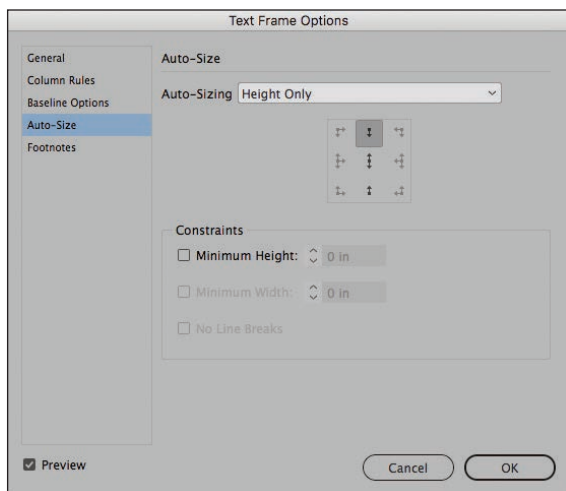 Text Frame Options
General
Column Rules
Baseline Options
Auto-Size
Footnotes
Auto-Size
Auto-Sizing Height Only
Constraints
Minimum Height: 0 in
Minimum Width: 0 in
No Line Breaks
Preview
Cancel
OK